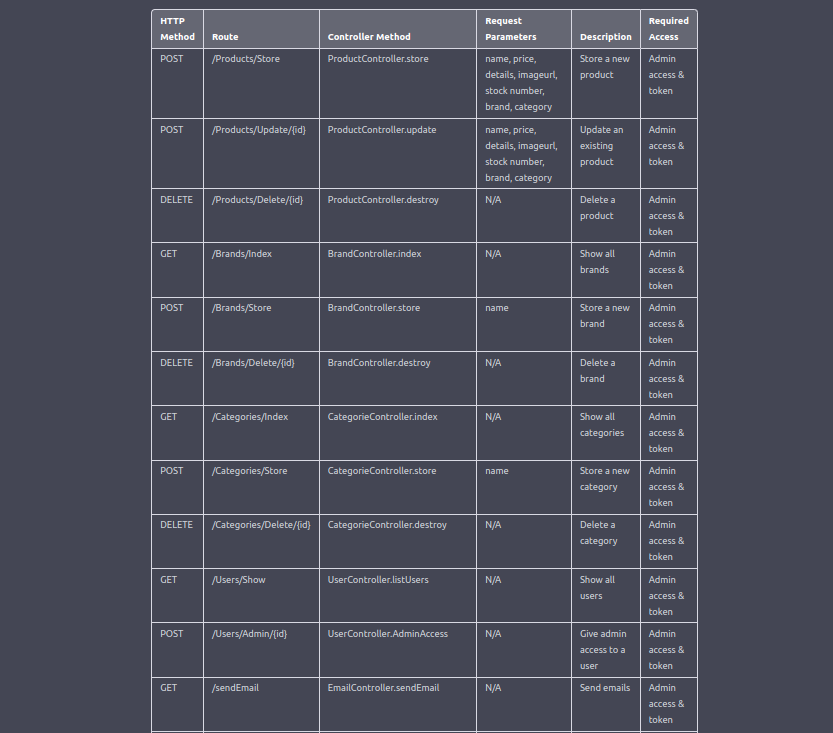 HTTP Method | Route | Controller Method | Request Parameters | Description | Required Access
POST | /Products/Store | ProductController.store | name, price, details, imageurl, stock number, brand, category | Store a new product | Admin access & token
POST | /Products/Update/{id} | ProductController.update | name, price, details, imageurl, stock number, brand, category | Update an existing product | Admin access & token
DELETE | /Products/Delete/{id} | ProductController.destroy | N/A | Delete a product | Admin access & token
GET | /Brands/Index | BrandController.index | N/A | Show all brands | Admin access & token
POST | /Brands/Store | BrandController.store | name | Store a new brand | Admin access & token
DELETE | /Brands/Delete/{id} | BrandController.destroy | N/A | Delete a brand | Admin access & token
GET | /Categories/Index | CategorieController.index | N/A | Show all categories | Admin access & token
POST | /Categories/Store | CategorieController.store | name | Store a new category | Admin access & token
DELETE | /Categories/Delete/{id} | CategorieController.destroy | N/A | Delete a category | Admin access & token
GET | /Users/Show | UserController.listUsers | N/A | Show all users | Admin access & token
POST | /Users/Admin/{id} | UserController.AdminAccess | N/A | Give admin access to a user | Admin access & token
GET | /sendEmail | EmailController.sendEmail | N/A | Send emails | Admin access & token